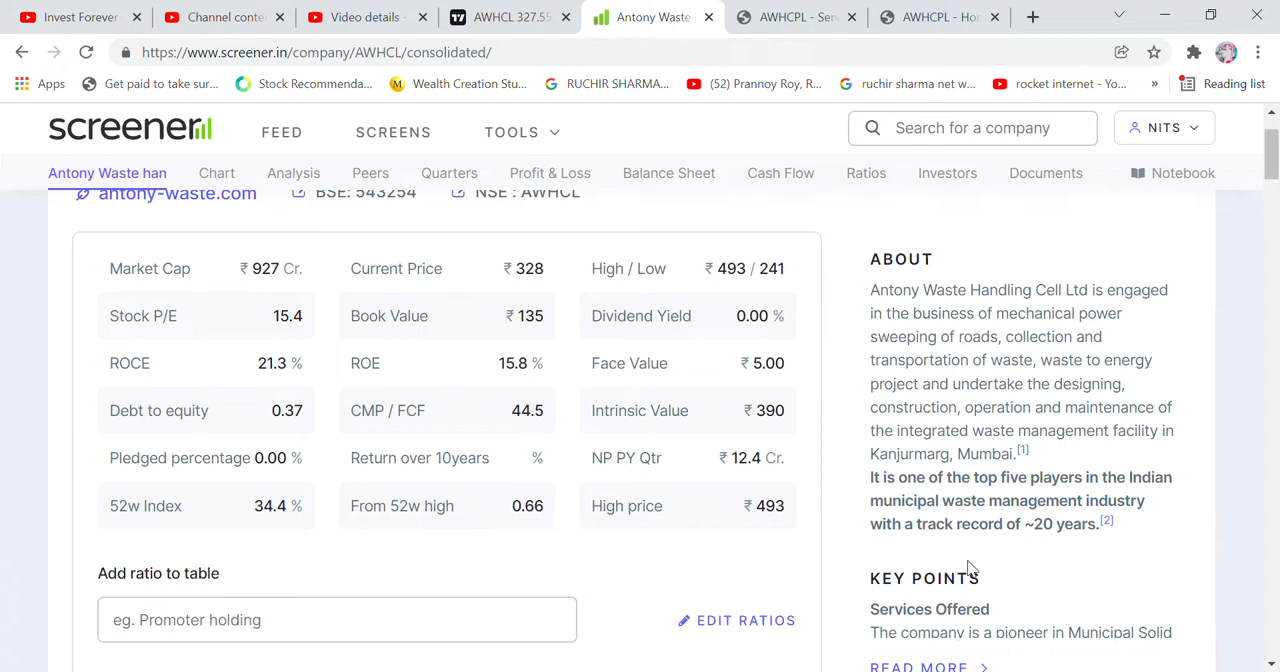 Invest Forever
Channel conte
Video details -
AWHCL 327.55
Antony Waste
AWHCPL - Ser
AWHCPL - Hom
https://www.screener.in/company/AWHCL/consolidated/
Apps
Get paid to take sur...
Stock Recommenda...
Wealth Creation Stu...
RUCHIR SHARMA...
(52) Prannoy Roy, R...
ruchir sharma net w...
rocket internet - Yo...
»
Reading list
screener
FEED
SCREENS
TOOLS
Search for a company
NITS
Antony Waste han
Chart
Analysis
Peers
Quarters
Profit & Loss
Balance Sheet
Cash Flow
Ratios
Investors
Documents
Notebook
antony-waste.com
BSE: 543254
NSE : AWHCL
Market Cap ₹ 927 Cr.
Current Price ₹ 328
High / Low ₹ 493 / 241
Stock P/E 15.4
Book Value ₹ 135
Dividend Yield 0.00 %
ROCE 21.3 %
ROE 15.8 %
Face Value ₹ 5.00
Debt to equity 0.37
CMP / FCF 44.5
Intrinsic Value ₹ 390
Pledged percentage 0.00 %
Return over 10years %
NP PY Qtr ₹ 12.4 Cr.
52w Index 34.4 %
From 52w high 0.66
High price ₹ 493
Add ratio to table
eg. Promoter holding
EDIT RATIOS
ABOUT
Antony Waste Handling Cell Ltd is engaged
in the business of mechanical power
sweeping of roads, collection and
transportation of waste, waste to energy
project and undertake the designing,
construction, operation and maintenance of
the integrated waste management facility in
Kanjurmarg, Mumbai.[1]
It is one of the top five players in the Indian
municipal waste management industry
with a track record of ~20 years.[2]
KEY POINTS
Services Offered
The company is a pioneer in Municipal Solid
READ MORE